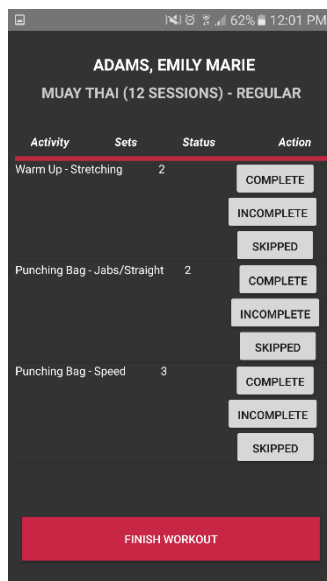 62% 12:01 PM
ADAMS, EMILY MARIE
MUAY THAI (12 SESSIONS) - REGULAR
Activity Sets Status Action
Warm Up - Stretching 2 COMPLETE
INCOMPLETE
SKIPPED
Punching Bag - Jabs/Straight 2 COMPLETE
INCOMPLETE
SKIPPED
Punching Bag - Speed 3 COMPLETE
INCOMPLETE
SKIPPED
FINISH WORKOUT